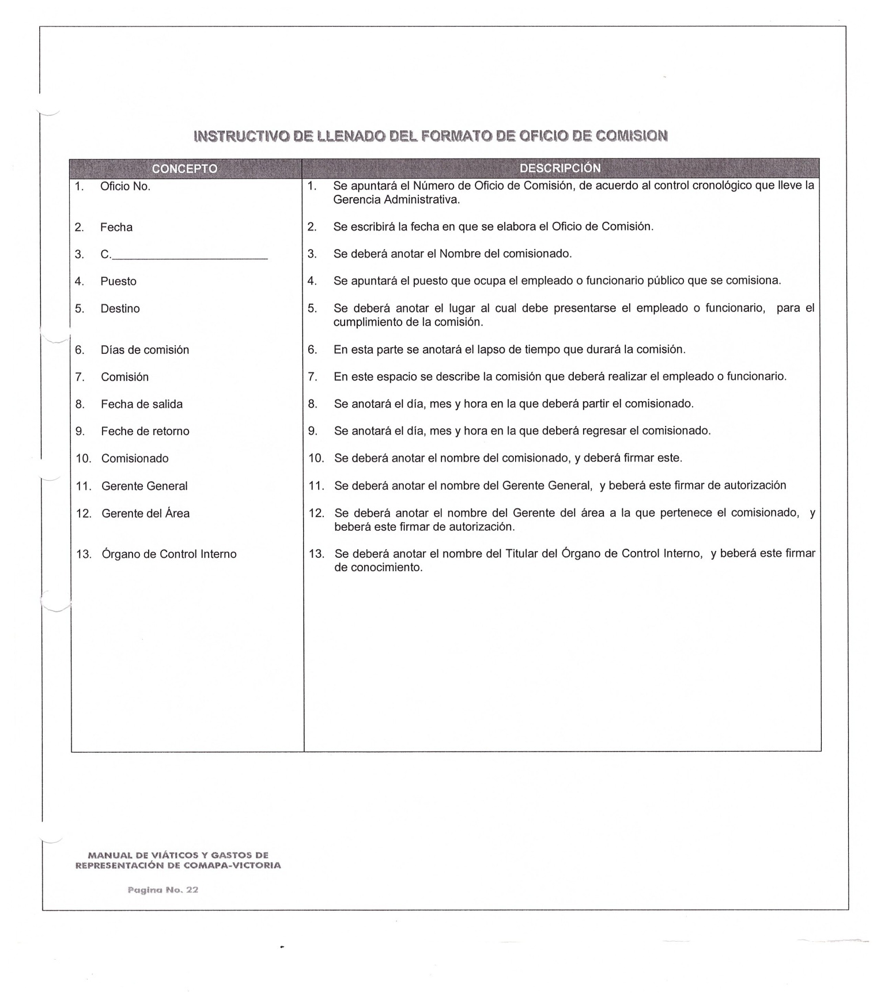 INSTRUCTIVO DE LLENADO DEL FORMATO DE OFICIO DE COMISION
CONCEPTO
DESCRIPCIÓN
1. Oficio No.
1. Se apuntará el Número de Oficio de Comisión, de acuerdo al control cronológico que lleve la
Gerencia Administrativa.
2. Fecha
2. Se escribirá la fecha en que se elabora el Oficio de Comisión.
3. C.
3. Se deberá anotar el Nombre del comisionado.
4. Puesto
4. Se apuntará el puesto que ocupa el empleado o funcionario público que se comisiona.
5. Destino
5. Se deberá anotar el lugar al cual debe presentarse el empleado o funcionario, para el
cumplimiento de la comisión.
6. Días de comisión
6. En esta parte se anotará el lapso de tiempo que durará la comisión.
7. Comisión
7. En este espacio se describe la comisión que deberá realizar el empleado o funcionario.
8. Fecha de salida
8. Se anotará el día, mes y hora en la que deberá partir el comisionado.
9. Feche de retorno
9. Se anotará el día, mes y hora en la que deberá regresar el comisionado.
10. Comisionado
10. Se deberá anotar el nombre del comisionado, y deberá firmar este.
11. Gerente General
11. Se deberá anotar el nombre del Gerente General, y beberá este firmar de autorización
12. Gerente del Área
12. Se deberá anotar el nombre del Gerente del área a la que pertenece el comisionado, y
beberá este firmar de autorización.
13. Órgano de Control Interno
13. Se deberá anotar el nombre del Titular del Órgano de Control Interno, y beberá este firmar
de conocimiento.
MANUAL DE VIÁTICOS Y GASTOS DE
REPRESENTACIÓN DE COMAPA-VICTORIA
Pagina No. 22